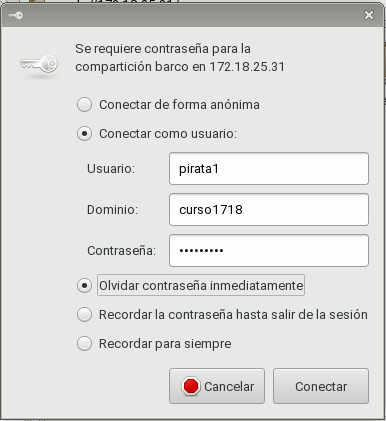 Se requiere contraseña para la
compartición barco en 172.18.25.31
Conectar de forma anónima
Conectar como usuario:
Usuario: pirata1
Dominio: curso1718
Contraseña: •••••••••
Olvidar contraseña inmediatamente
Recordar la contraseña hasta salir de la sesión
Recordar para siempre
Cancelar Conectar